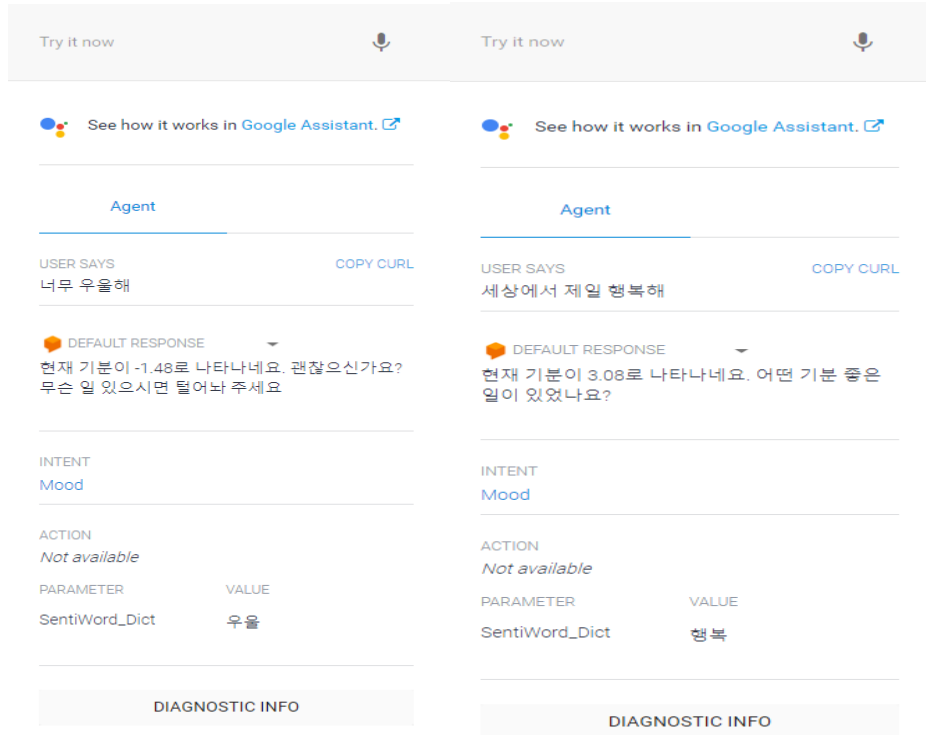 Try it now
See how it works in Google Assistant.
Agent
USER SAYS COPY CURL
너무 우울해
DEFAULT RESPONSE
현재 기분이 -1.48로 나타나네요. 괜찮으신가요?
무슨 일 있으시면 털어놔 주세요
INTENT
Mood
ACTION
Not available
PARAMETER VALUE
SentiWord_Dict 우울
DIAGNOSTIC INFO
Try it now
See how it works in Google Assistant.
Agent
USER SAYS COPY CURL
세상에서 제일 행복해
DEFAULT RESPONSE
현재 기분이 3.08로 나타나네요. 어떤 기분 좋은
일이 있었나요?
INTENT
Mood
ACTION
Not available
PARAMETER VALUE
SentiWord_Dict 행복
DIAGNOSTIC INFO